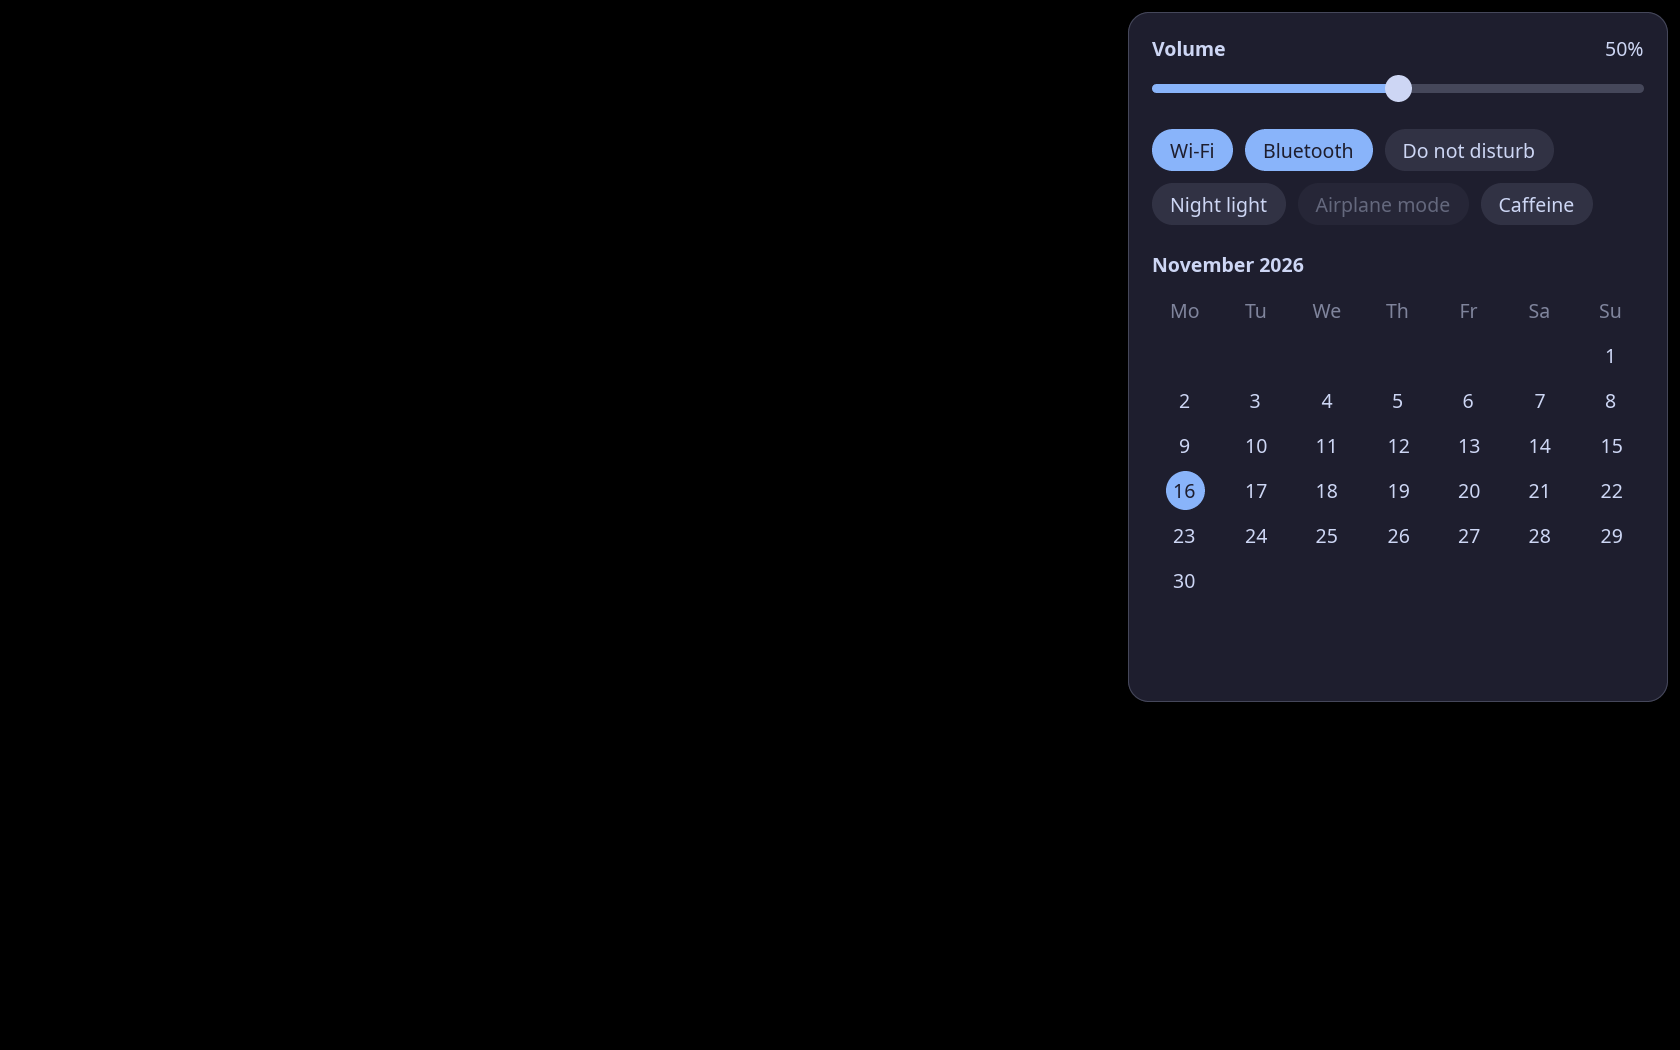 Volume 50%
Wi-Fi Bluetooth Do not disturb
Night light Airplane mode Caffeine
November 2026
Mo Tu We Th Fr Sa Su
1
2 3 4 5 6 7 8
9 10 11 12 13 14 15
16 17 18 19 20 21 22
23 24 25 26 27 28 29
30